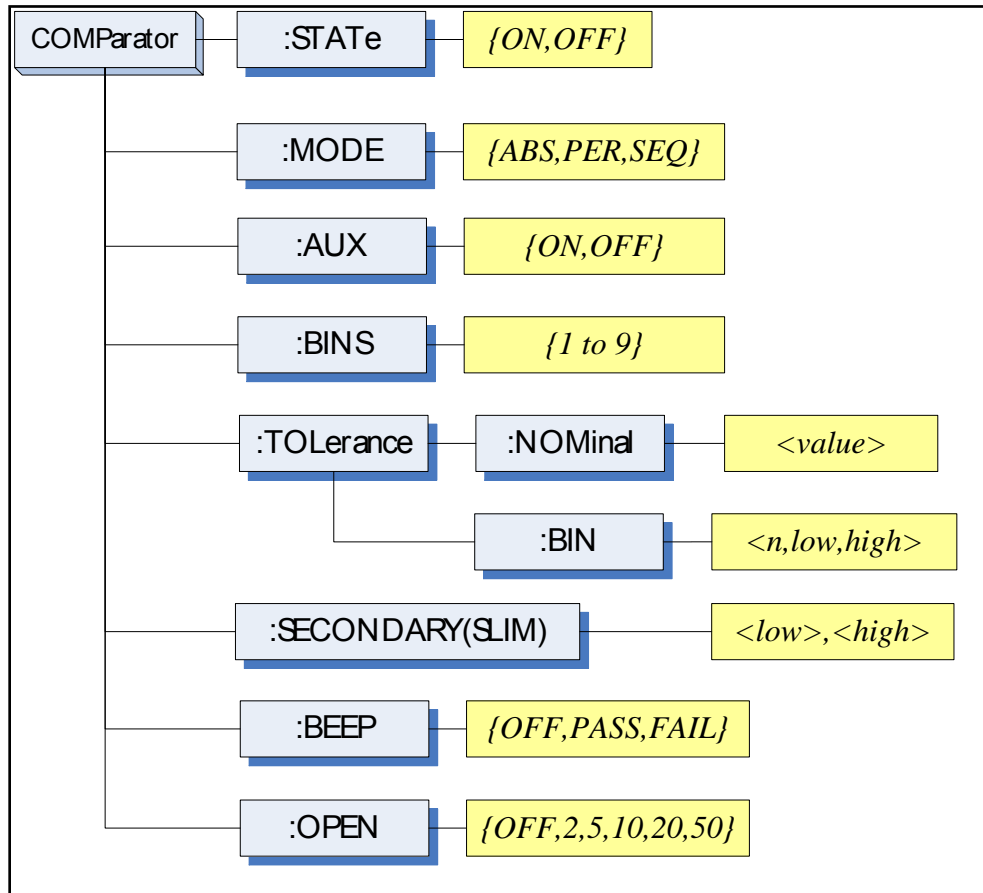 COMParator :STATe {ON,OFF}
:MODE {ABS,PER,SEQ}
:AUX {ON,OFF}
:BINS {1 to 9}
:TOLerance :NOMinal <value>
:BIN <n,low,high>
:SECONDARY(SLIM) <low>,<high>
:BEEP {OFF,PASS,FAIL}
:OPEN {OFF,2,5,10,20,50}